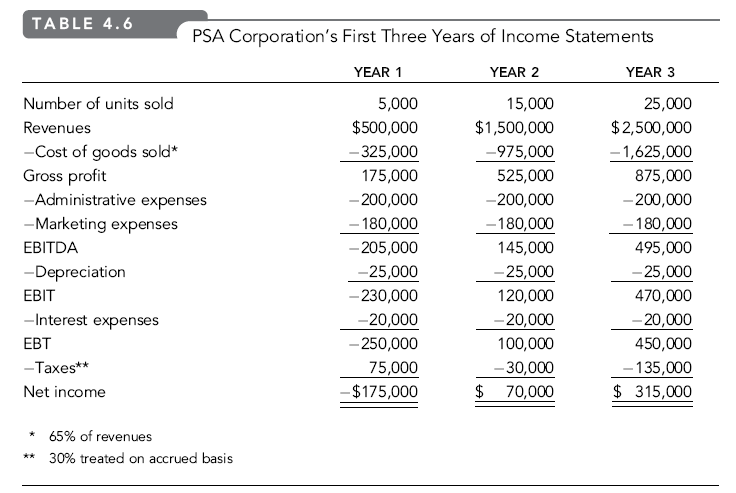 TABLE 4.6
PSA Corporation's First Three Years of Income Statements
YEAR 1 YEAR 2 YEAR 3
Number of units sold 5,000 15,000 25,000
Revenues $500,000 $1,500,000 $2,500,000
–Cost of goods sold* –325,000 –975,000 –1,625,000
Gross profit 175,000 525,000 875,000
–Administrative expenses –200,000 –200,000 –200,000
–Marketing expenses –180,000 –180,000 –180,000
EBITDA –205,000 145,000 495,000
–Depreciation –25,000 –25,000 –25,000
EBIT –230,000 120,000 470,000
–Interest expenses –20,000 –20,000 –20,000
EBT –250,000 100,000 450,000
–Taxes** 75,000 –30,000 –135,000
Net income –$175,000 $ 70,000 $ 315,000
* 65% of revenues
** 30% treated on accrued basis